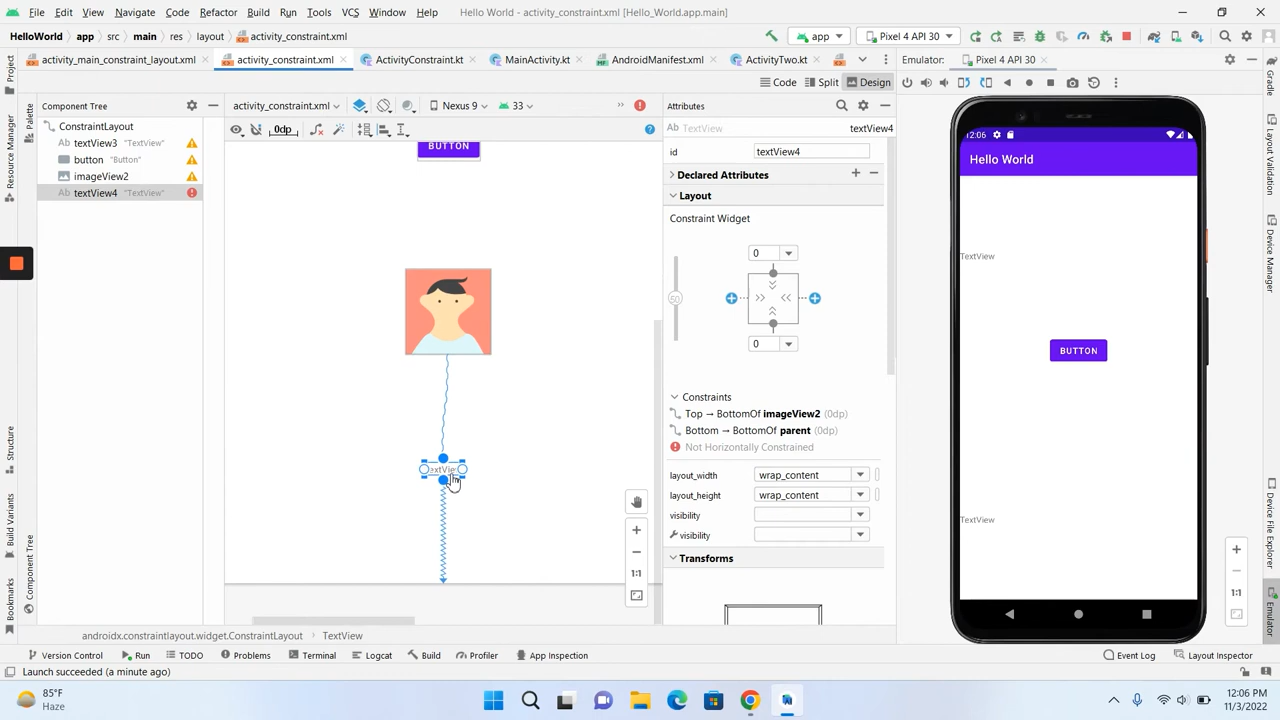 File Edit View Navigate Code Refactor Build Run Tools VCS Window Help Hello World - activity_constraint.xml [Hello_World.app.main]
HelloWorld app src main res layout activity_constraint.xml app Pixel 4 API 30
activity_main_constraint_layout.xml activity_constraint.xml ActivityConstraint.kt MainActivity.kt AndroidManifest.xml ActivityTwo.kt Emulator: Pixel 4 API 30
Code Split Design
Component Tree activity_constraint.xml Nexus 9 33 Attributes
ConstraintLayout 0dp TextView textView4
Ab textView3 "TextView"
button "Button"
imageView2
Ab textView4 "TextView"
BUTTON
TextView
id textView4
Declared Attributes
Layout
Constraint Widget
0
50
0
Constraints
Top → BottomOf imageView2 (0dp)
Bottom → BottomOf parent (0dp)
Not Horizontally Constrained
layout_width wrap_content
layout_height wrap_content
visibility
visibility
Transforms
1:1
12:06
Hello World
TextView
BUTTON
TextView
1:1
Project
Resource Manager
Structure
Build Variants
Bookmarks
Palette
Component Tree
Gradle
Layout Validation
Device Manager
Device File Explorer
Emulator
androidx.constraintlayout.widget.ConstraintLayout TextView
Version Control Run TODO Problems Terminal Logcat Build Profiler App Inspection Event Log Layout Inspector
Launch succeeded (a minute ago)
85°F
Haze
12:06 PM
11/3/2022